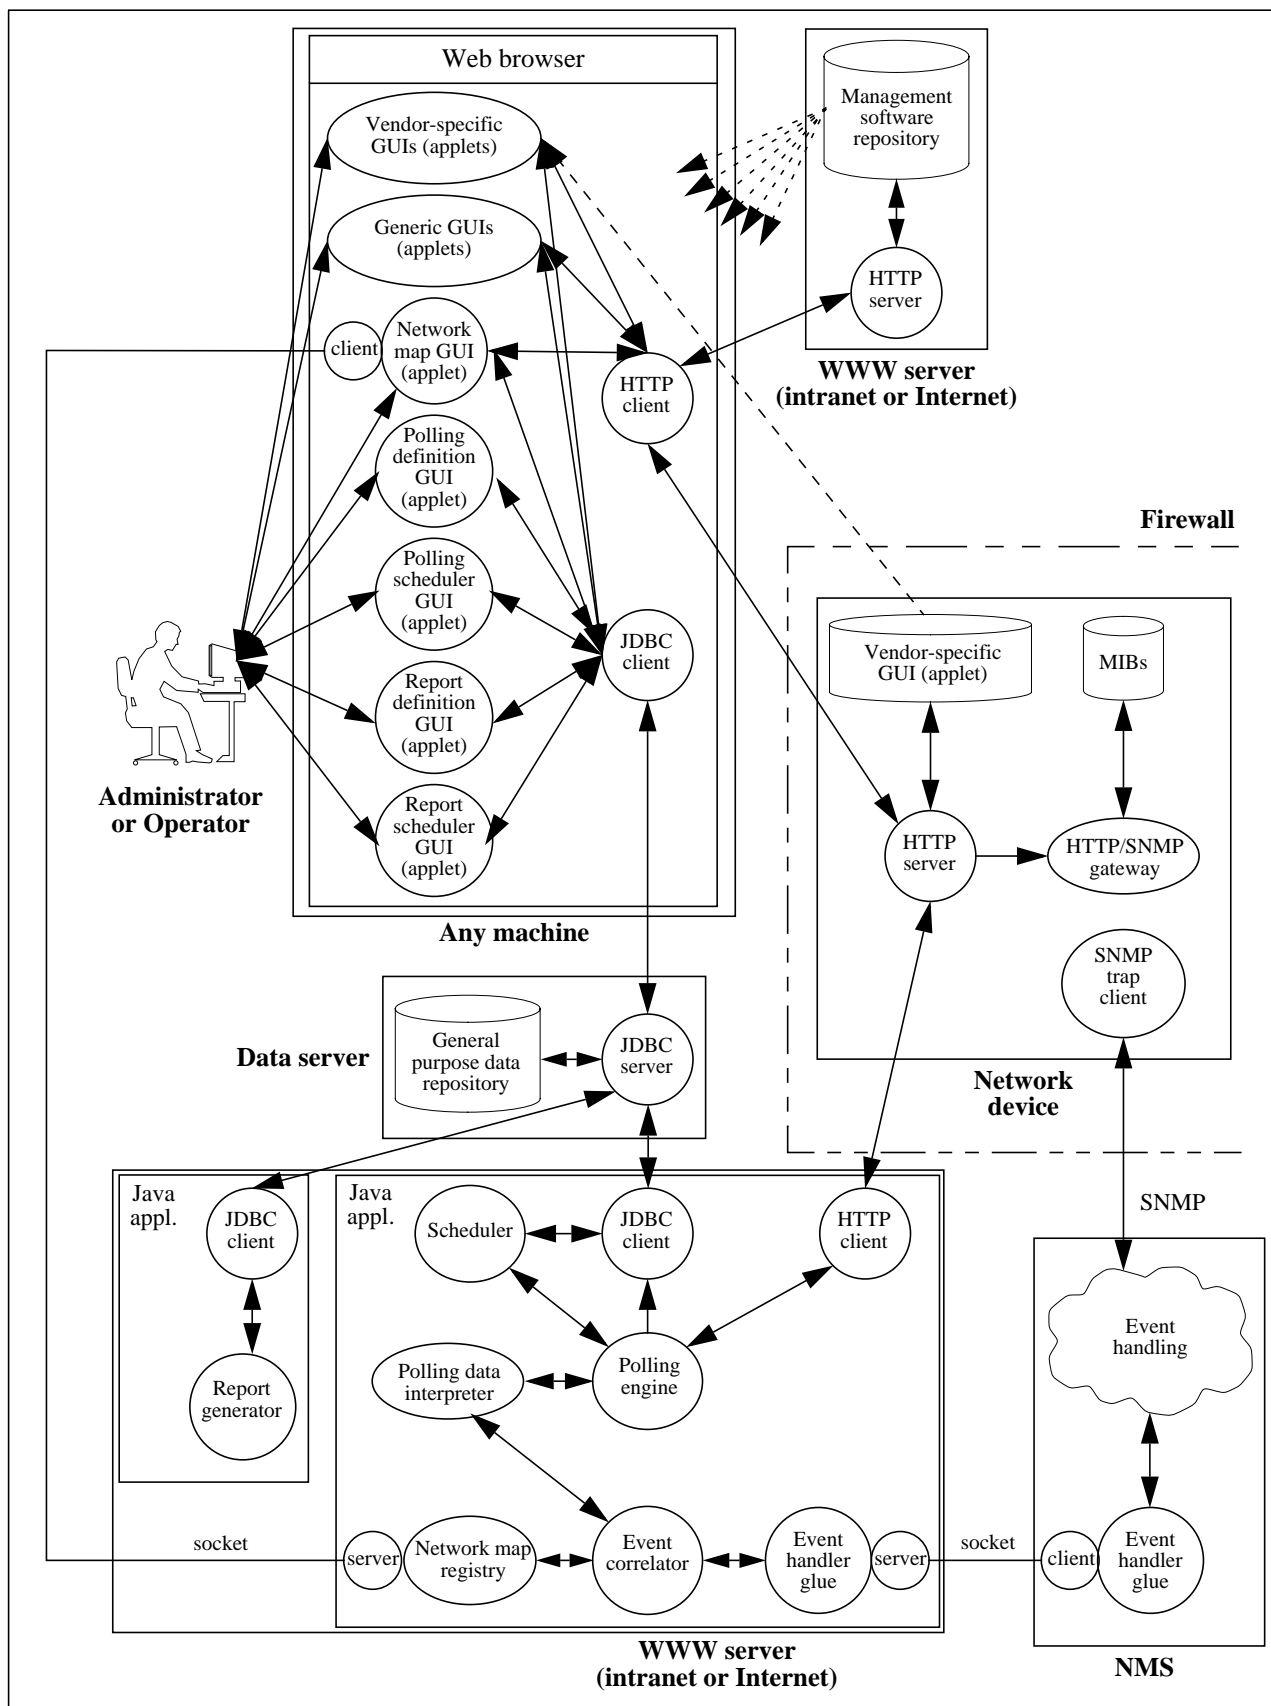 Web browser
Vendor-specific
GUIs (applets)
Generic GUIs
(applets)
client
Network
map GUI
(applet)
HTTP
client
Polling
definition
GUI
(applet)
Polling
scheduler
GUI
(applet)
JDBC
client
Report
definition
GUI
(applet)
Report
scheduler
GUI
(applet)
Any machine
Administrator
or Operator
Management
software
repository
HTTP
server
WWW server
(intranet or Internet)
Firewall
Vendor-specific
GUI (applet)
MIBs
HTTP
server
HTTP/SNMP
gateway
SNMP
trap
client
Network
device
Data server
General
purpose data
repository
JDBC
server
Java
appl.
JDBC
client
Report
generator
Java
appl.
Scheduler
JDBC
client
HTTP
client
Polling data
interpreter
Polling
engine
socket
server
Network map
registry
Event
correlator
Event
handler
glue
server
socket
WWW server
(intranet or Internet)
SNMP
Event
handling
client
Event
handler
glue
NMS